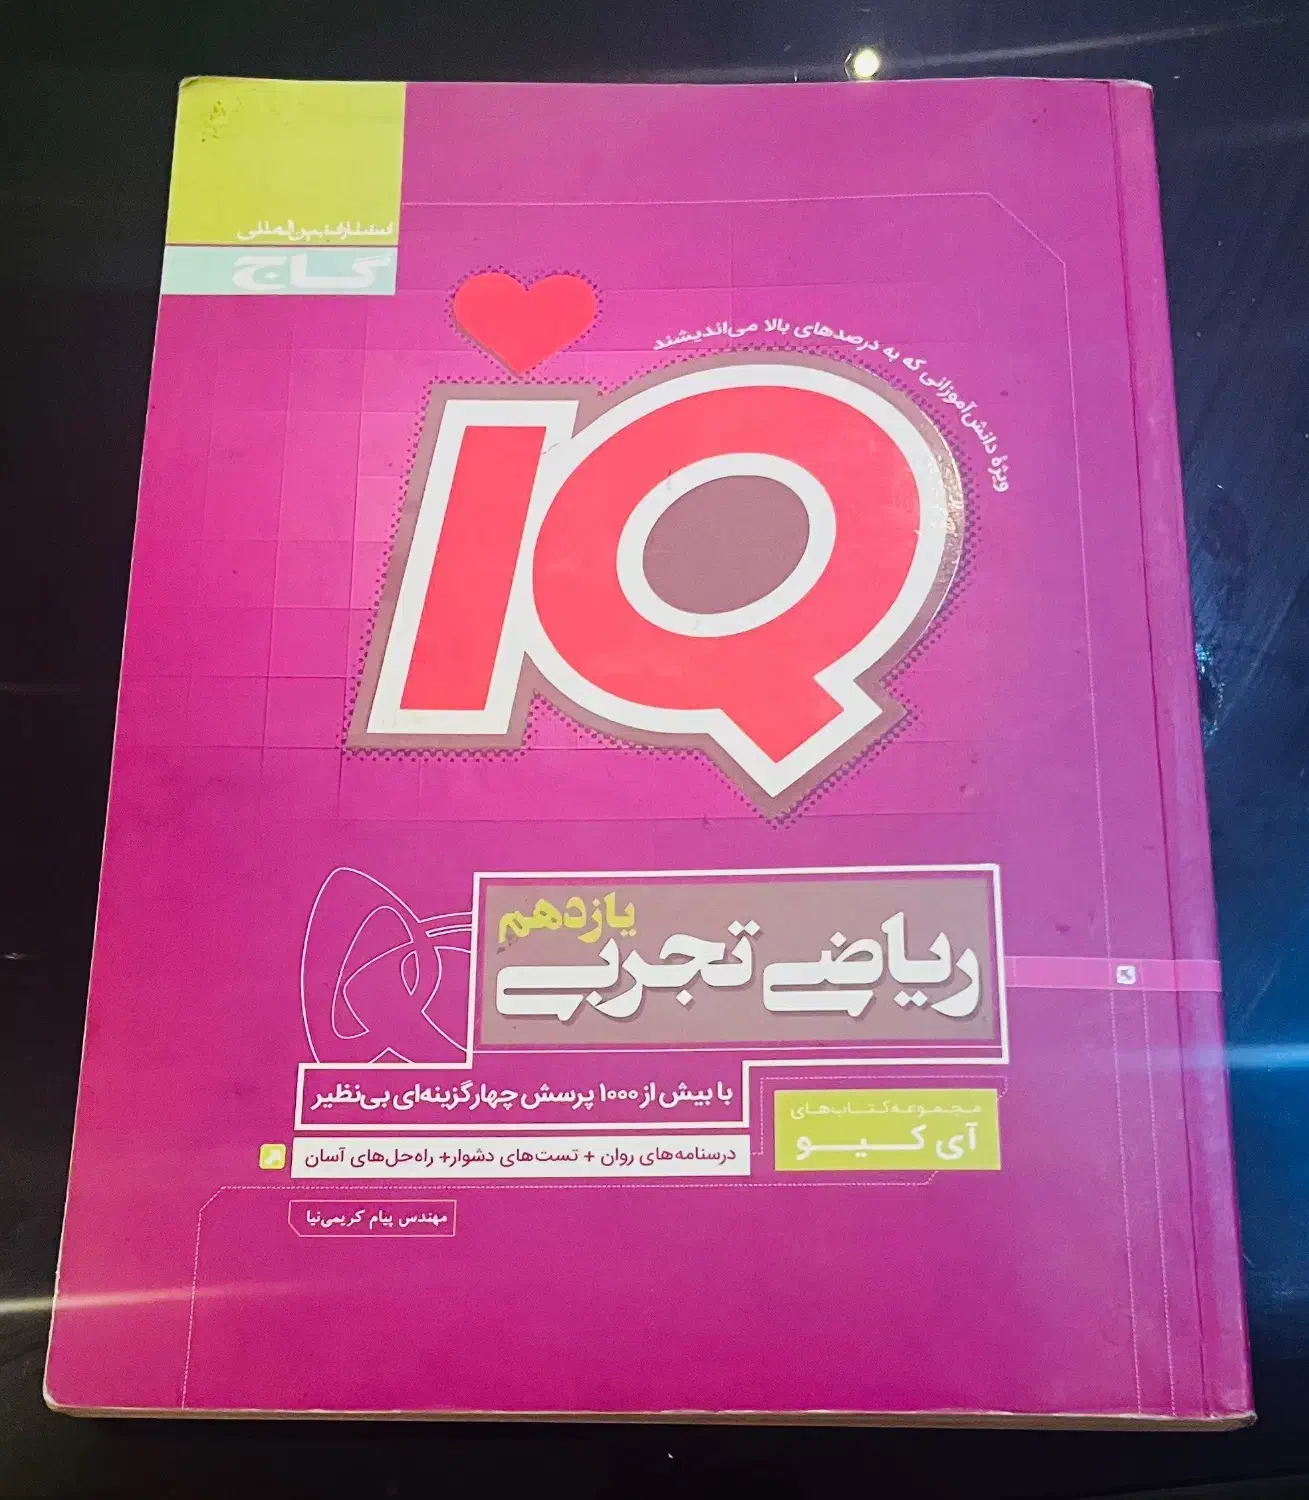 انتشارات بین‌المللی
گاج
ویژهٔ دانش‌آموزانی که به درصدهای بالا می‌اندیشند
IQ
ریاضی تجربی
یازدهم
با بیش از ۱۰۰۰ پرسش چهارگزینه‌ای بی‌نظیر
مجموعه کتاب‌های
آی کیو
درسنامه‌های روان + تست‌های دشوار+ راه‌حل‌های آسان
مهندس پیام کریمی‌نیا